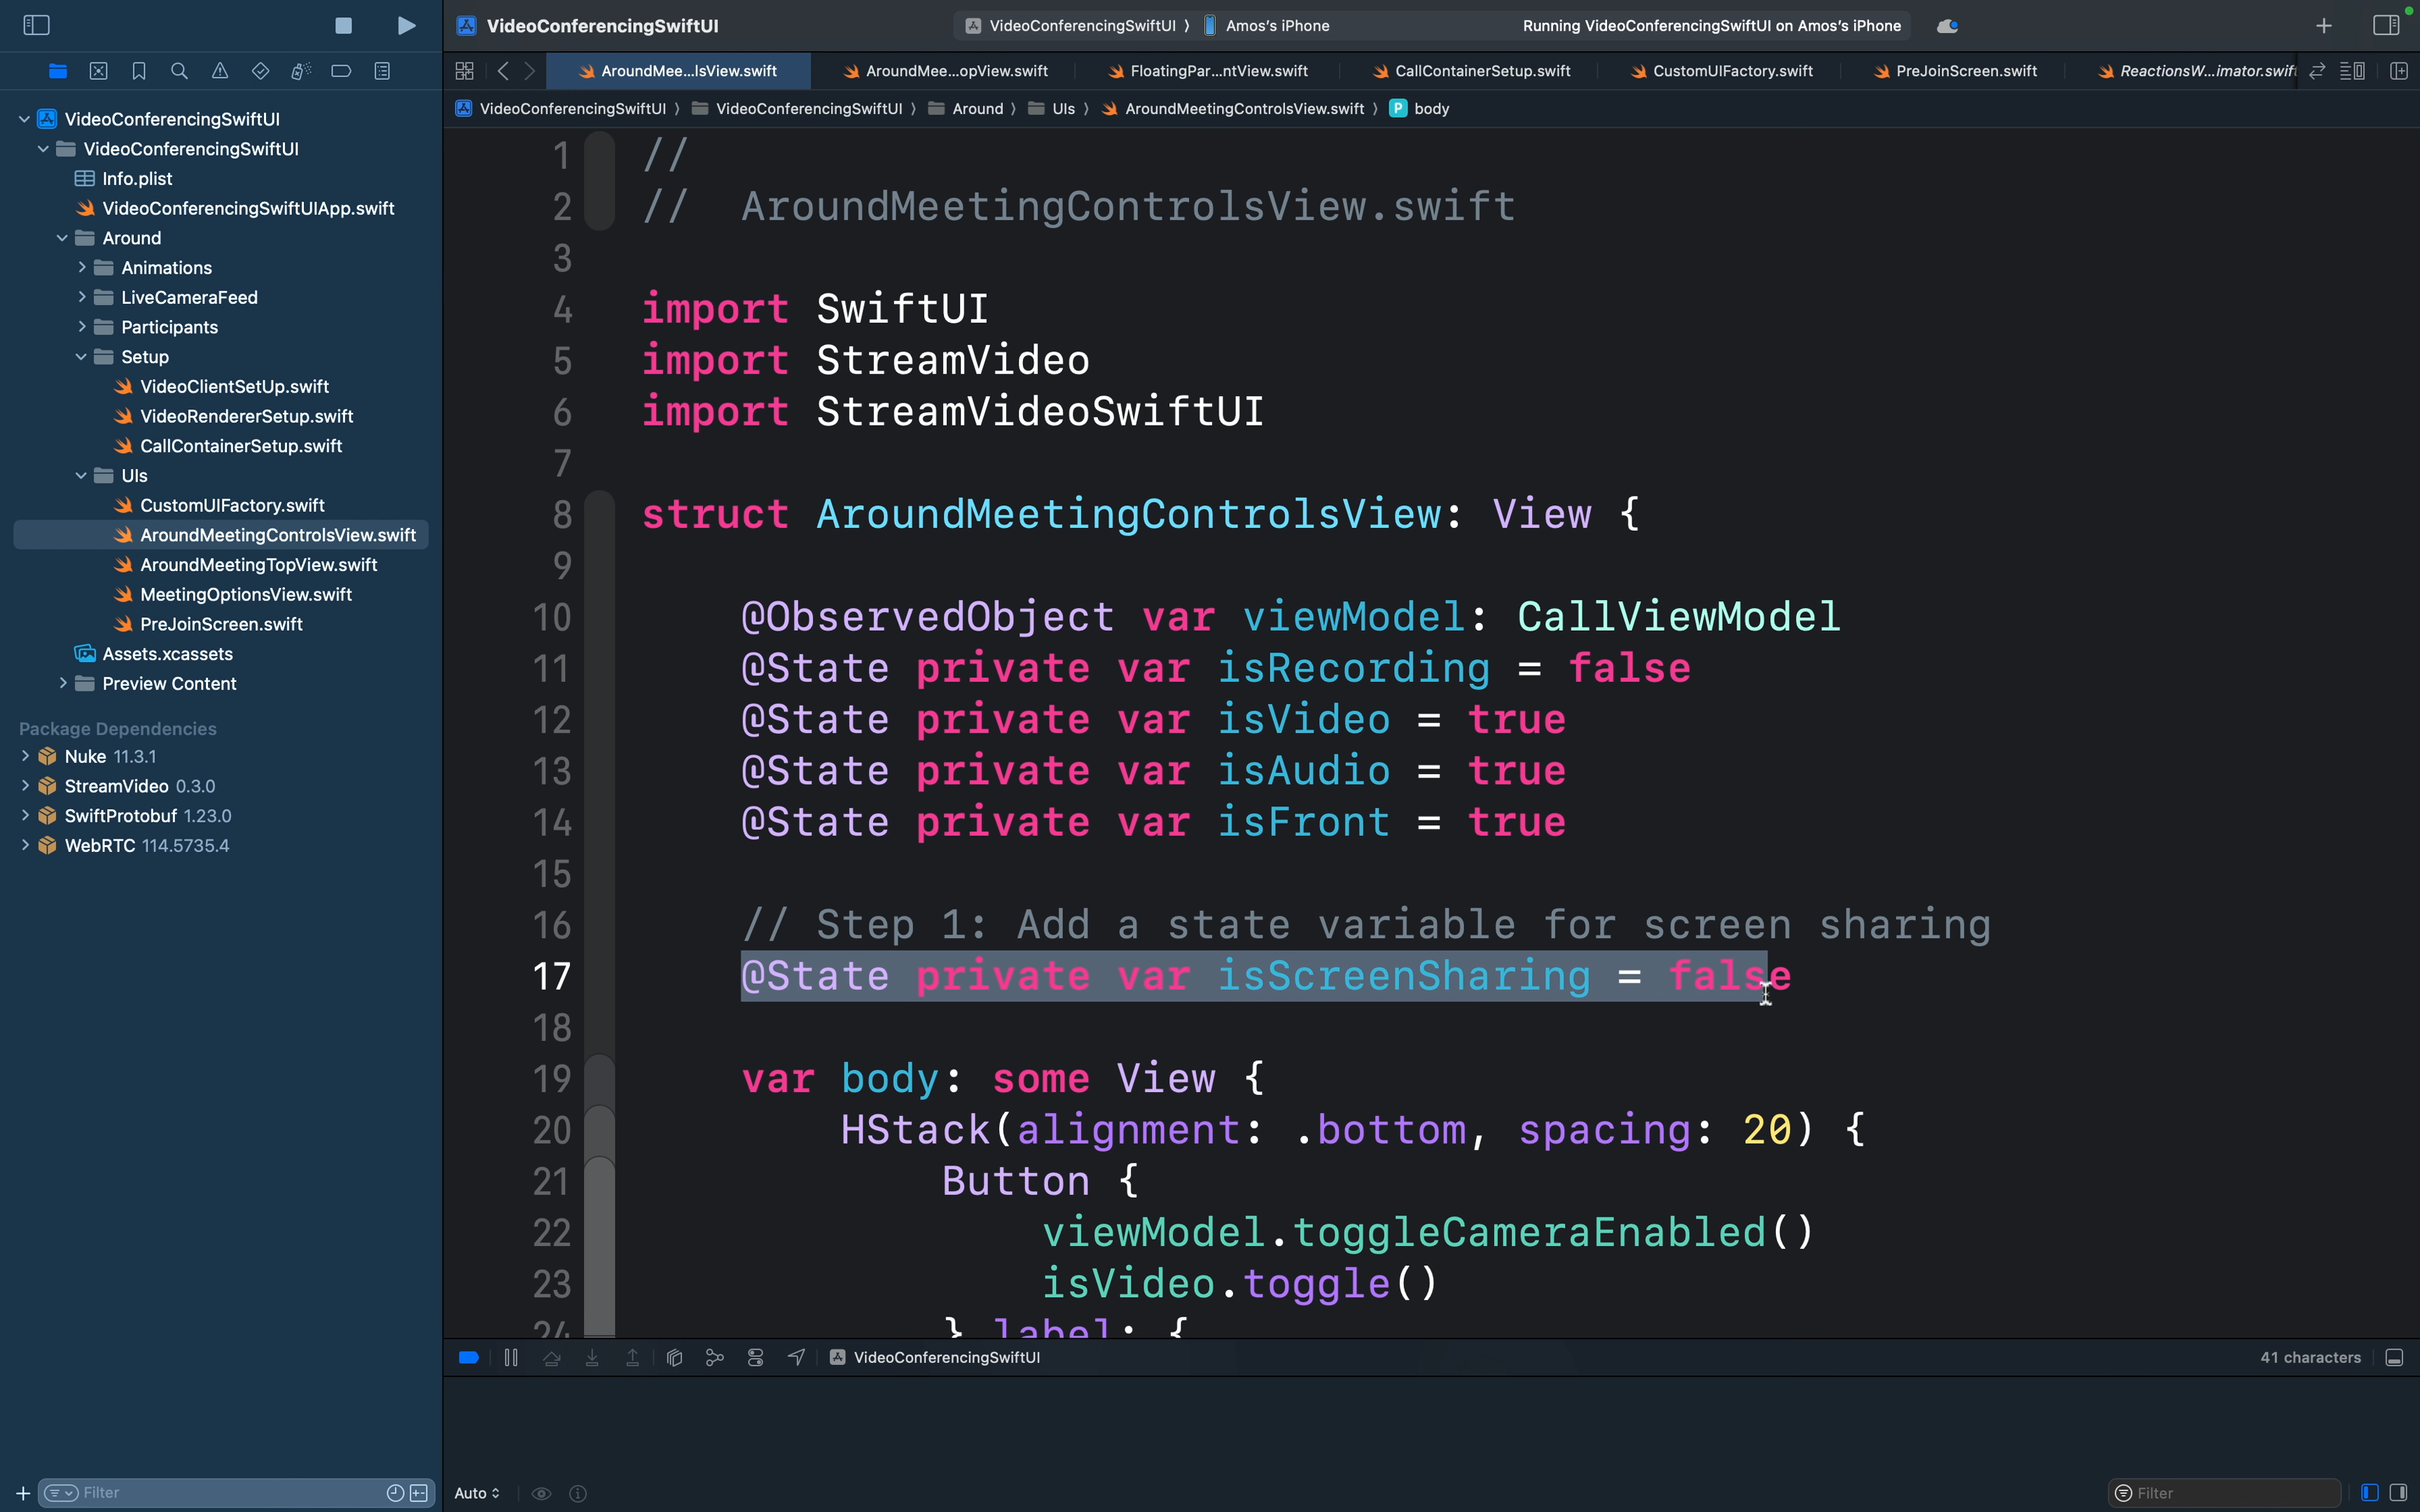 VideoConferencingSwiftUI
VideoConferencingSwiftUI 〉 Amos's iPhone
Running VideoConferencingSwiftUI on Amos's iPhone
AroundMee...lsView.swift
AroundMee...opView.swift
FloatingPar...ntView.swift
CallContainerSetup.swift
CustomUIFactory.swift
PreJoinScreen.swift
ReactionsW...imator.swift
VideoConferencingSwiftUI 〉 VideoConferencingSwiftUI 〉 Around 〉 UIs 〉 AroundMeetingControlsView.swift 〉 P body
VideoConferencingSwiftUI
VideoConferencingSwiftUI
Info.plist
VideoConferencingSwiftUIApp.swift
Around
Animations
LiveCameraFeed
Participants
Setup
VideoClientSetUp.swift
VideoRendererSetup.swift
CallContainerSetup.swift
UIs
CustomUIFactory.swift
AroundMeetingControlsView.swift
AroundMeetingTopView.swift
MeetingOptionsView.swift
PreJoinScreen.swift
Assets.xcassets
Preview Content
Package Dependencies
Nuke 11.3.1
StreamVideo 0.3.0
SwiftProtobuf 1.23.0
WebRTC 114.5735.4
Filter
1 //
2 // AroundMeetingControlsView.swift
3
4 import SwiftUI
5 import StreamVideo
6 import StreamVideoSwiftUI
7
8 struct AroundMeetingControlsView: View {
9
10 @ObservedObject var viewModel: CallViewModel
11 @State private var isRecording = false
12 @State private var isVideo = true
13 @State private var isAudio = true
14 @State private var isFront = true
15
16 // Step 1: Add a state variable for screen sharing
17 @State private var isScreenSharing = false
18
19 var body: some View {
20 HStack(alignment: .bottom, spacing: 20) {
21 Button {
22 viewModel.toggleCameraEnabled()
23 isVideo.toggle()
24 } label: {
VideoConferencingSwiftUI
41 characters
Auto
Filter